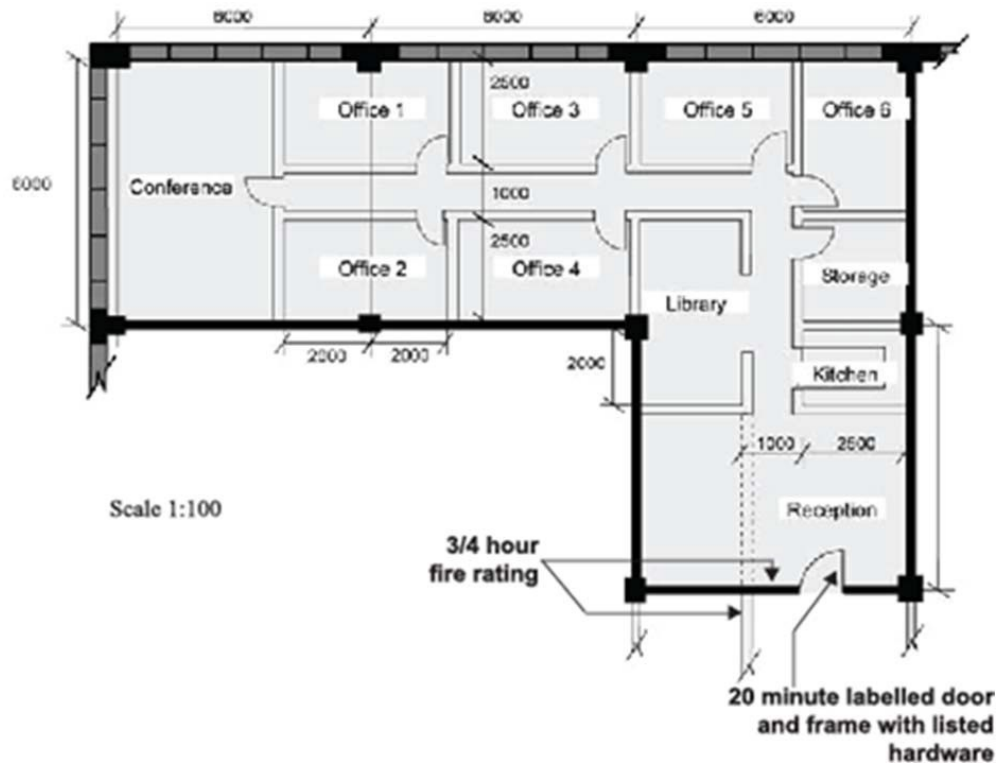 6000
6000
6000
2500
Office 1
Office 3
Office 5
Office 6
6000
Conference
1000
2500
Office 2
Office 4
Storage
Library
2000
2000
2000
Kitchen
1000
2500
Scale 1:100
Reception
3/4 hour
fire rating
20 minute labelled door
and frame with listed
hardware